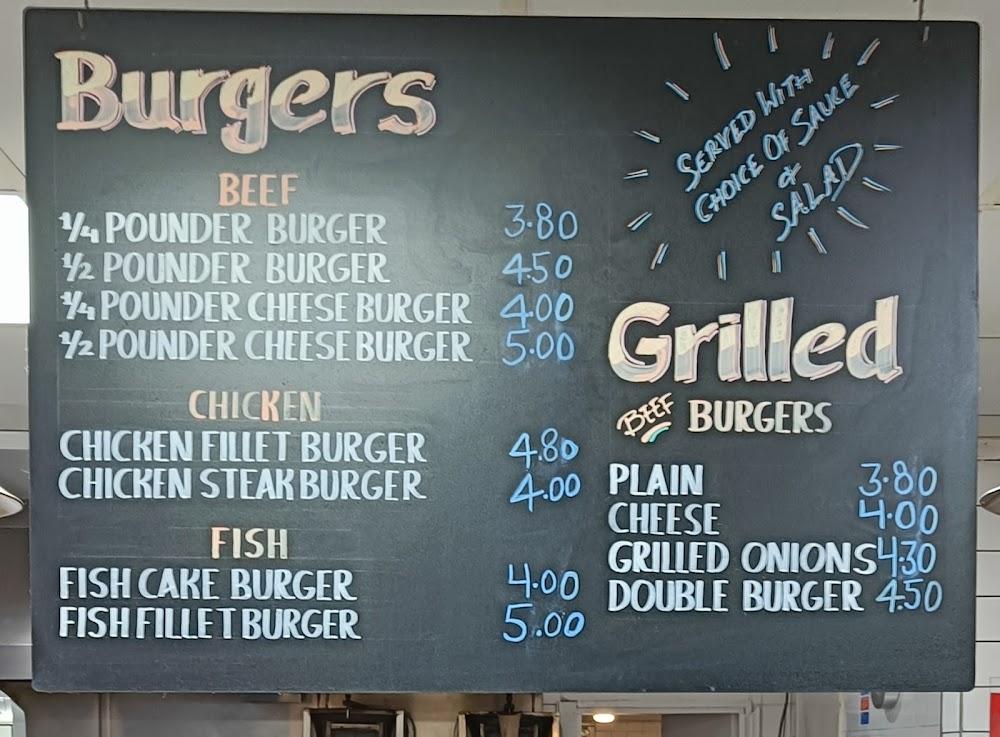 Burgers
BEEF
1/4 POUNDER BURGER 3.80
1/2 POUNDER BURGER 4.50
1/4 POUNDER CHEESE BURGER 4.00
1/2 POUNDER CHEESE BURGER 5.00
CHICKEN
CHICKEN FILLET BURGER 4.80
CHICKEN STEAK BURGER 4.00
FISH
FISH CAKE BURGER 4.00
FISH FILLET BURGER 5.00
SERVED WITH
CHOICE OF SAUCE
&
SALAD
Grilled
BEEF BURGERS
PLAIN 3.80
CHEESE 4.00
GRILLED ONIONS 4.30
DOUBLE BURGER 4.50